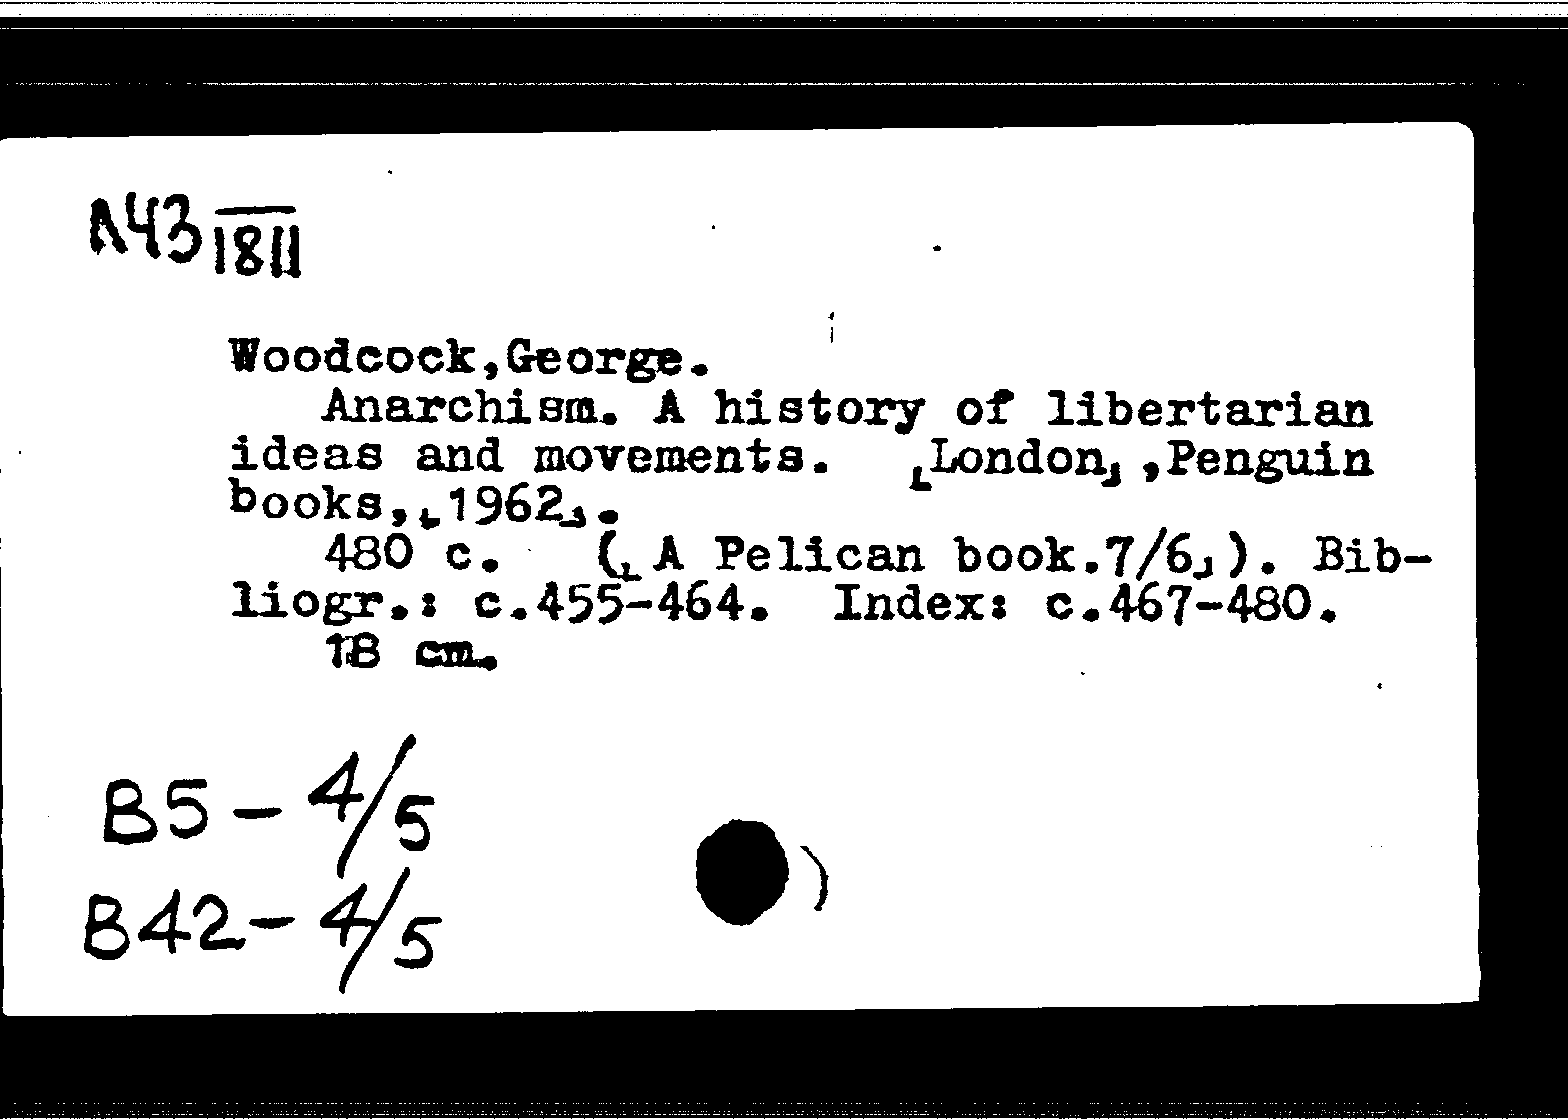 Л43 1811
Woodcock,George.
Anarchism. A history of libertarian
ideas and movements. [London],Penguin
books,[1962].
480 c. ([A Pelican book.7/6]). Bib-
liogr.: c.455-464. Index: c.467-480.
18 cm.
B5 - 4/5
B42 - 4/5